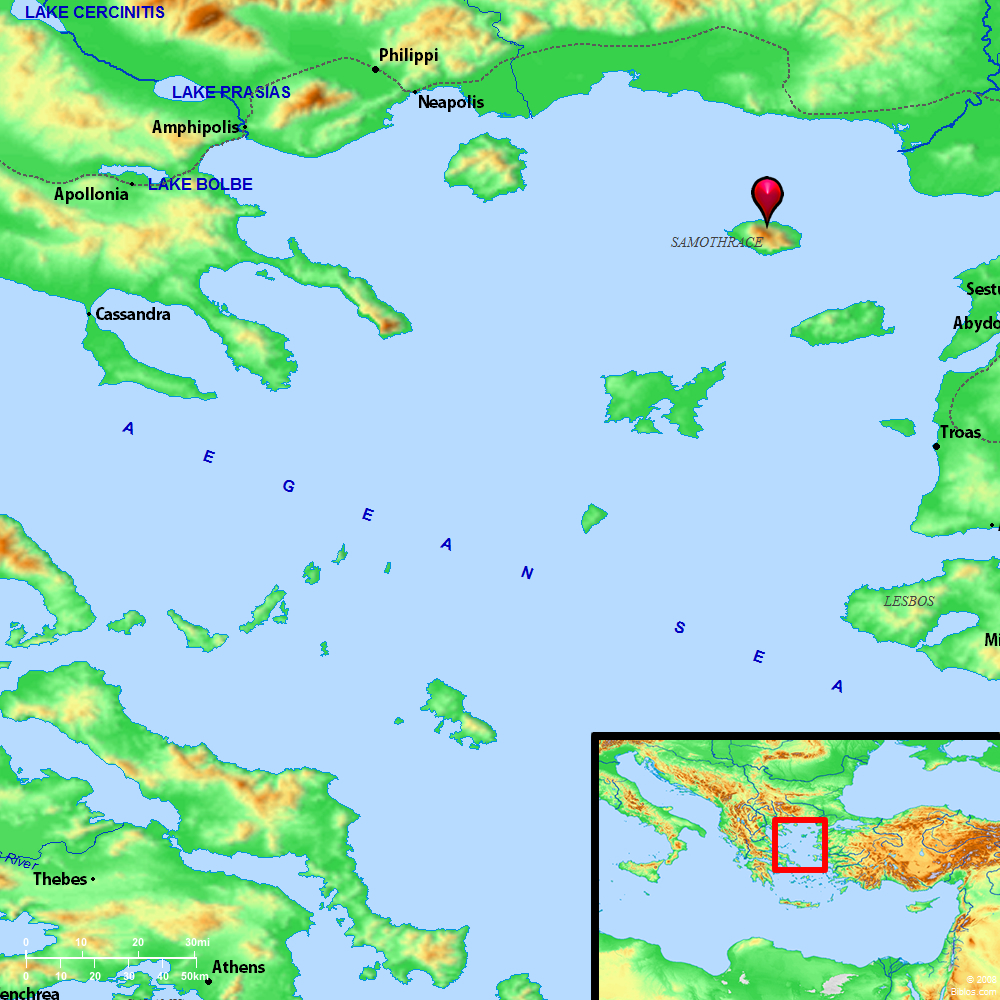 LAKE CERCINITIS
Philippi
LAKE PRASIAS
Neapolis
Amphipolis
LAKE BOLBE
Apollonia
SAMOTHRACE
Sestu
Cassandra
Abydo
A E G E A N S E A
Troas
LESBOS
Mi
s River
Thebes
0 10 20 30mi
0 10 20 30 40 50km
Athens
enchrea